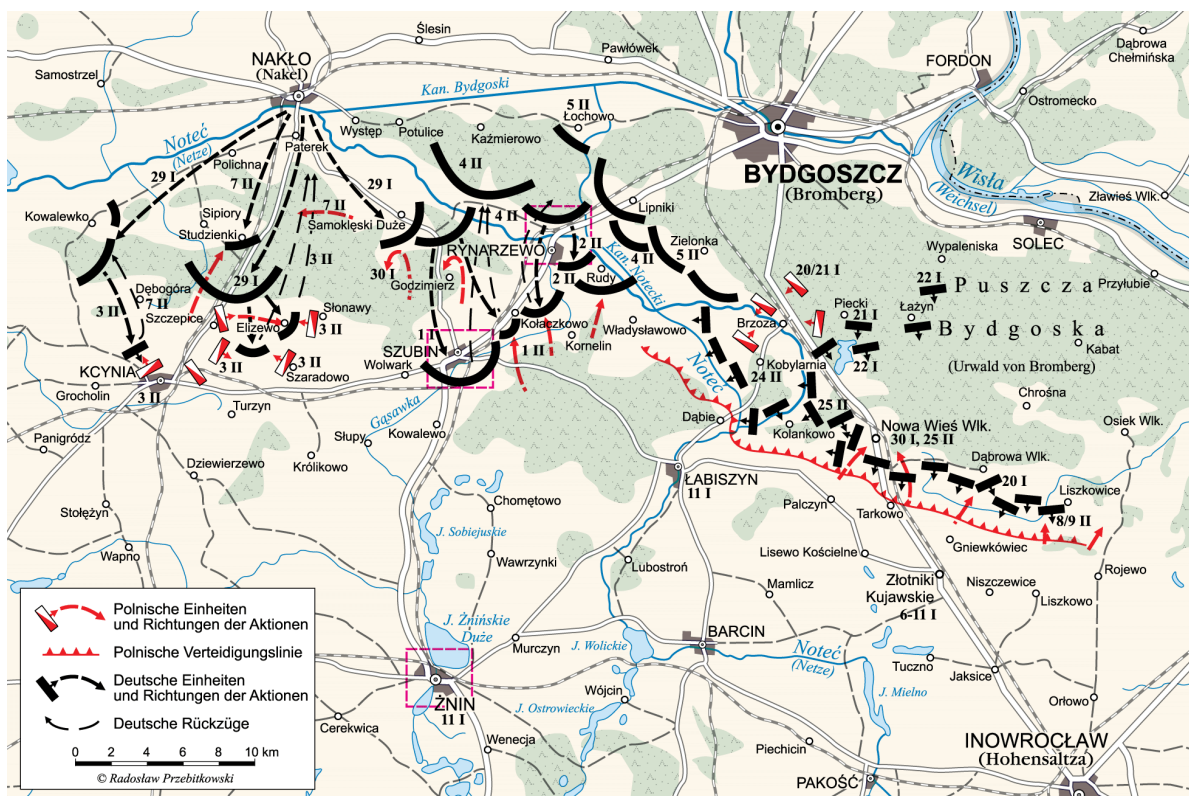 Ślesin
Pawłówek
Dąbrowa
Chełmińska
NAKŁO
(Nakel)
FORDON
Samostrzel
Kan. Bydgoski
Ostromecko
5 II
Łochowo
Występ
Potulice
Kaźmierowo
Noteć
(Netze)
Paterek
Polichna
4 II
BYDGOSZCZ
(Bromberg)
Wisła
(Weichsel)
29 I
7 II
29 I
Zławieś Wlk.
Kowalewko
Sipiory
Studzienki
7 II
Samoklęski Duże
4 II
Lipniki
SOLEC
RYNARZEWO
2 II
4 II
Zielonka
5 II
Wypaleniska
3 II
30 I
Godzimierz
2 II
Rudy
Kan. Notecki
20/21 I
22 I
Puszcza
Przyłubie
Dębogóra
7 II
29 I
3 II
Szczepice
Elizewo
Słonawy
3 II
Kołaczkowo
Władysławowo
Brzoza
Piecki
21 I
Łażyn
Bydgoska
Kabat
Kornelin
1 II
SZUBIN
Wolwark
Noteć
24 II
Kobylarnia
22 I
(Urwald von Bromberg)
KCYNIA
3 II
Grocholin
3 II
3 II
Szaradowo
Turzyn
Gąsawka
Dąbie
25 II
Kolankowo
Chrośna
Nowa Wieś Wlk.
30 I, 25 II
Osiek Wlk.
Panigródz
Słupy
Kowalewo
Dziewierzewo
Królikowo
Dąbrowa Wlk.
20 I
Liszkowice
8/9 II
ŁABISZYN
11 I
Palczyn
Tarkowo
Stołężyn
Chomętowo
J. Sobiejuskie
Gniewkówiec
Wapno
Wawrzynki
Lubostroń
Lisewo Kościelne
Złotniki
Kujawskie
6-11 I
Rojewo
Mamlicz
Niszczewice
Liszkowo
Polnische Einheiten
und Richtungen der Aktionen
Polnische Verteidigungslinie
Deutsche Einheiten
und Richtungen der Aktionen
Deutsche Rückzüge
0 2 4 6 8 10 km
© Radosław Przebitkowski
J. Żnińskie
Duże
Murczyn
J. Wolickie
BARCIN
Noteć
(Netze)
Tuczno
Jaksice
ŻNIN
11 I
Wójcin
J. Ostrowieckie
J. Mielno
Orłowo
Cerekwica
Wenecja
Piechicin
PAKOŚĆ
INOWROCŁAW
(Hohensaltza)